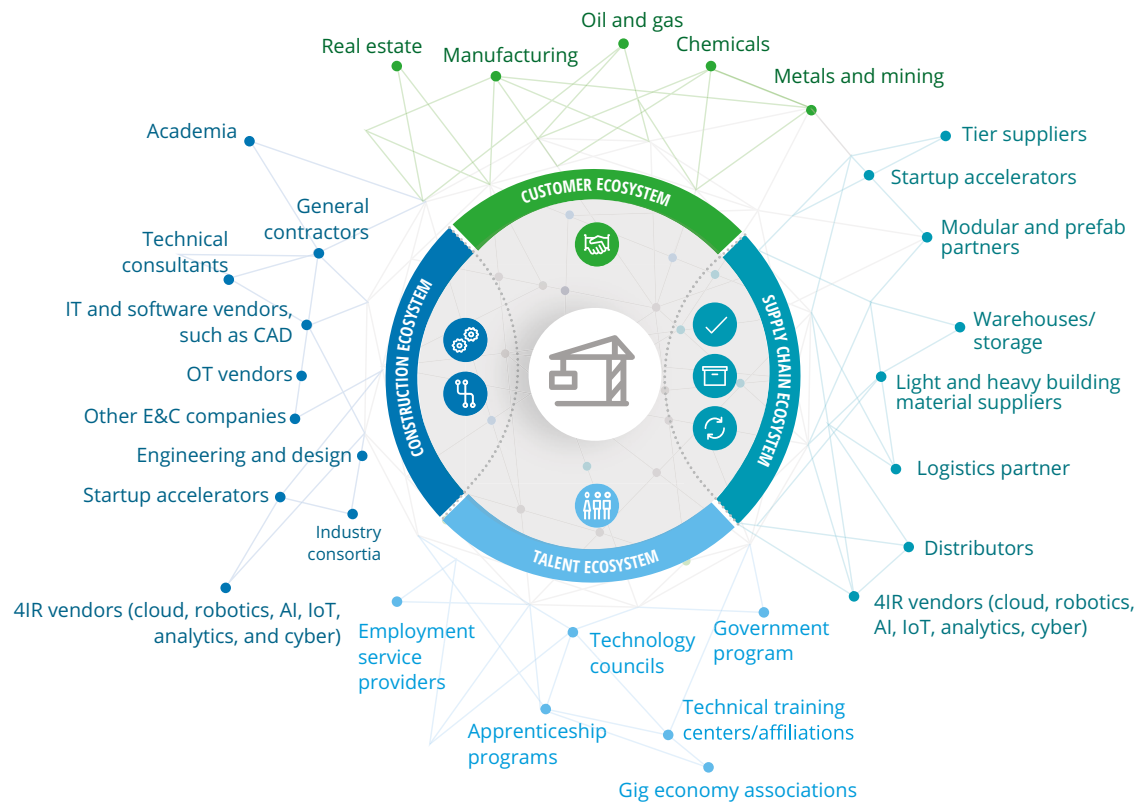 Oil and gas
Real estate
Manufacturing
Chemicals
Metals and mining
Academia
General
contractors
Technical
consultants
IT and software vendors,
such as CAD
OT vendors
Other E&C companies
Engineering and design
Startup accelerators
Industry
consortia
4IR vendors (cloud, robotics, AI, IoT,
analytics, and cyber)
CUSTOMER ECOSYSTEM
CONSTRUCTION ECOSYSTEM
SUPPLY CHAIN ECOSYSTEM
TALENT ECOSYSTEM
Tier suppliers
Startup accelerators
Modular and prefab
partners
Warehouses/
storage
Light and heavy building
material suppliers
Logistics partner
Distributors
4IR vendors (cloud, robotics,
AI, IoT, analytics, cyber)
Employment
service
providers
Technology
councils
Government
program
Apprenticeship
programs
Technical training
centers/affiliations
Gig economy associations